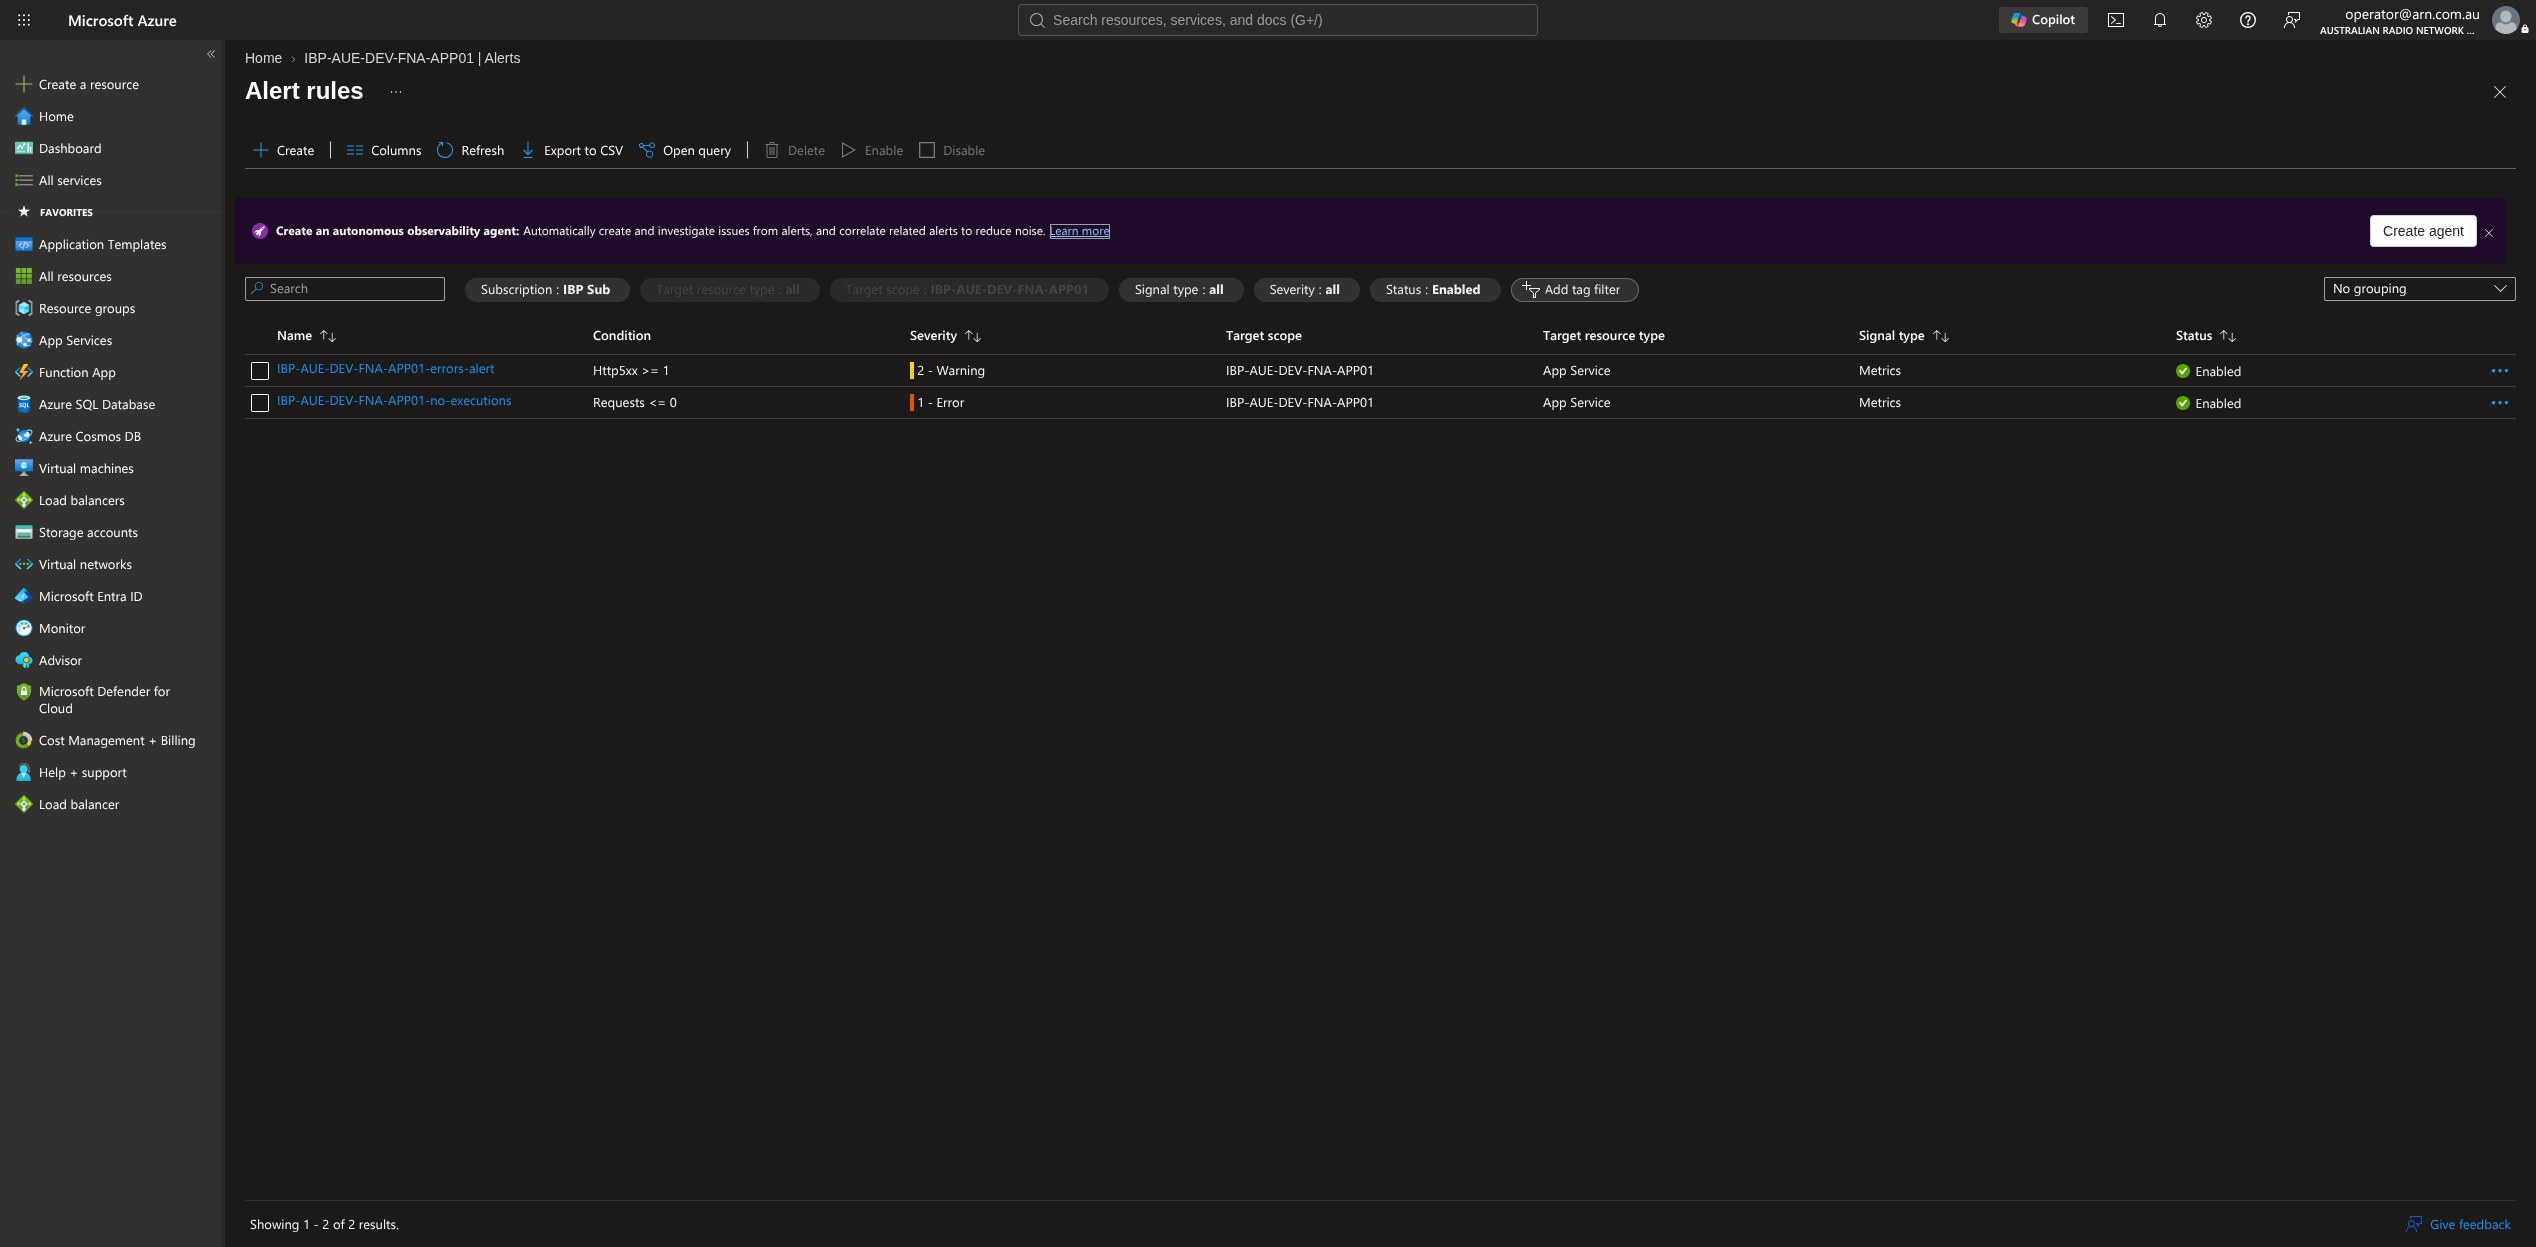 Microsoft Azure
Search resources, services, and docs (G+/)
Copilot
operator@arn.com.au
AUSTRALIAN RADIO NETWORK ...
Create a resource
Home
Dashboard
All services
FAVORITES
Application Templates
All resources
Resource groups
App Services
Function App
Azure SQL Database
Azure Cosmos DB
Virtual machines
Load balancers
Storage accounts
Virtual networks
Microsoft Entra ID
Monitor
Advisor
Microsoft Defender for
Cloud
Cost Management + Billing
Help + support
Load balancer
Home › IBP-AUE-DEV-FNA-APP01 | Alerts
Alert rules ...
Create | Columns Refresh Export to CSV Open query | Delete Enable Disable
Create an autonomous observability agent: Automatically create and investigate issues from alerts, and correlate related alerts to reduce noise. Learn more
Create agent
Search
Subscription : IBP Sub Target resource type : all Target scope : IBP-AUE-DEV-FNA-APP01 Signal type : all Severity : all Status : Enabled Add tag filter
No grouping
Name Condition Severity Target scope Target resource type Signal type Status
IBP-AUE-DEV-FNA-APP01-errors-alert Http5xx >= 1 2 - Warning IBP-AUE-DEV-FNA-APP01 App Service Metrics Enabled
IBP-AUE-DEV-FNA-APP01-no-executions Requests <= 0 1 - Error IBP-AUE-DEV-FNA-APP01 App Service Metrics Enabled
Showing 1 - 2 of 2 results.
Give feedback